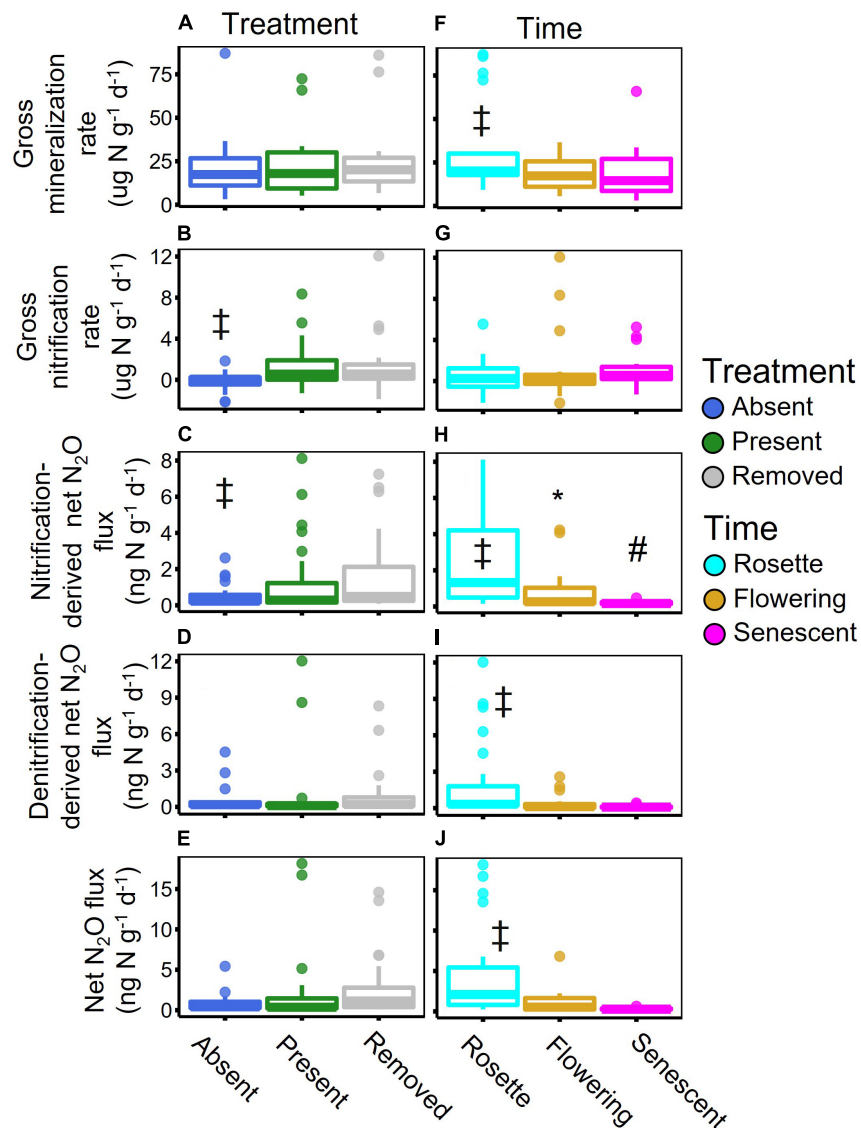 A Treatment
F Time
Gross
mineralization
rate
(ug N g⁻¹ d⁻¹)
75
50
25
0
‡
B
G
Gross
nitrification
rate
(ug N g⁻¹ d⁻¹)
12
8
4
0
‡
C
H
Nitrification-
derived net N₂O
flux
(ng N g⁻¹ d⁻¹)
8
6
4
2
0
‡
‡
*
#
D
I
Denitrification-
derived net N₂O
flux
(ng N g⁻¹ d⁻¹)
12
9
6
3
0
‡
E
J
Net N₂O flux
(ng N g⁻¹ d⁻¹)
15
10
5
0
‡
Absent
Present
Removed
Rosette
Flowering
Senescent
Treatment
Absent
Present
Removed
Time
Rosette
Flowering
Senescent